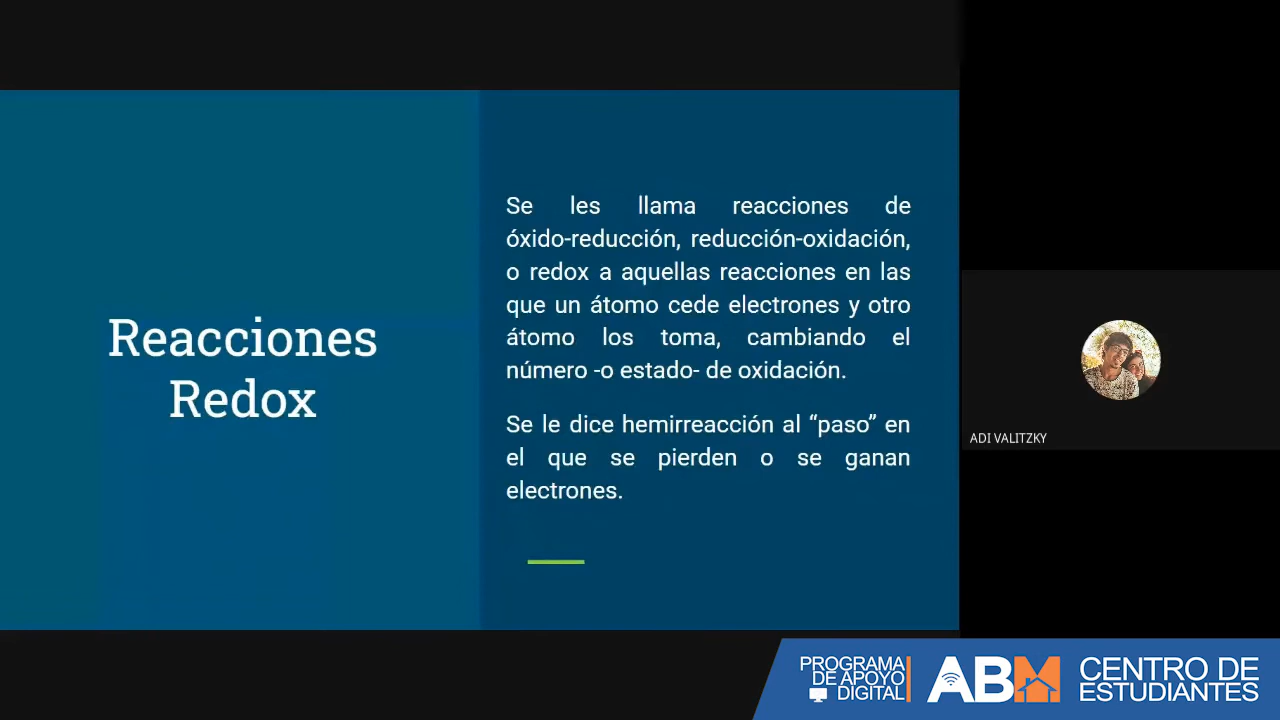 Reacciones
Redox
Se les llama reacciones de
óxido-reducción, reducción-oxidación,
o redox a aquellas reacciones en las
que un átomo cede electrones y otro
átomo los toma, cambiando el
número -o estado- de oxidación.
Se le dice hemirreacción al “paso” en
el que se pierden o se ganan
electrones.
ADI VALITZKY
PROGRAMA
DE APOYO
DIGITAL
ABM
CENTRO DE
ESTUDIANTES